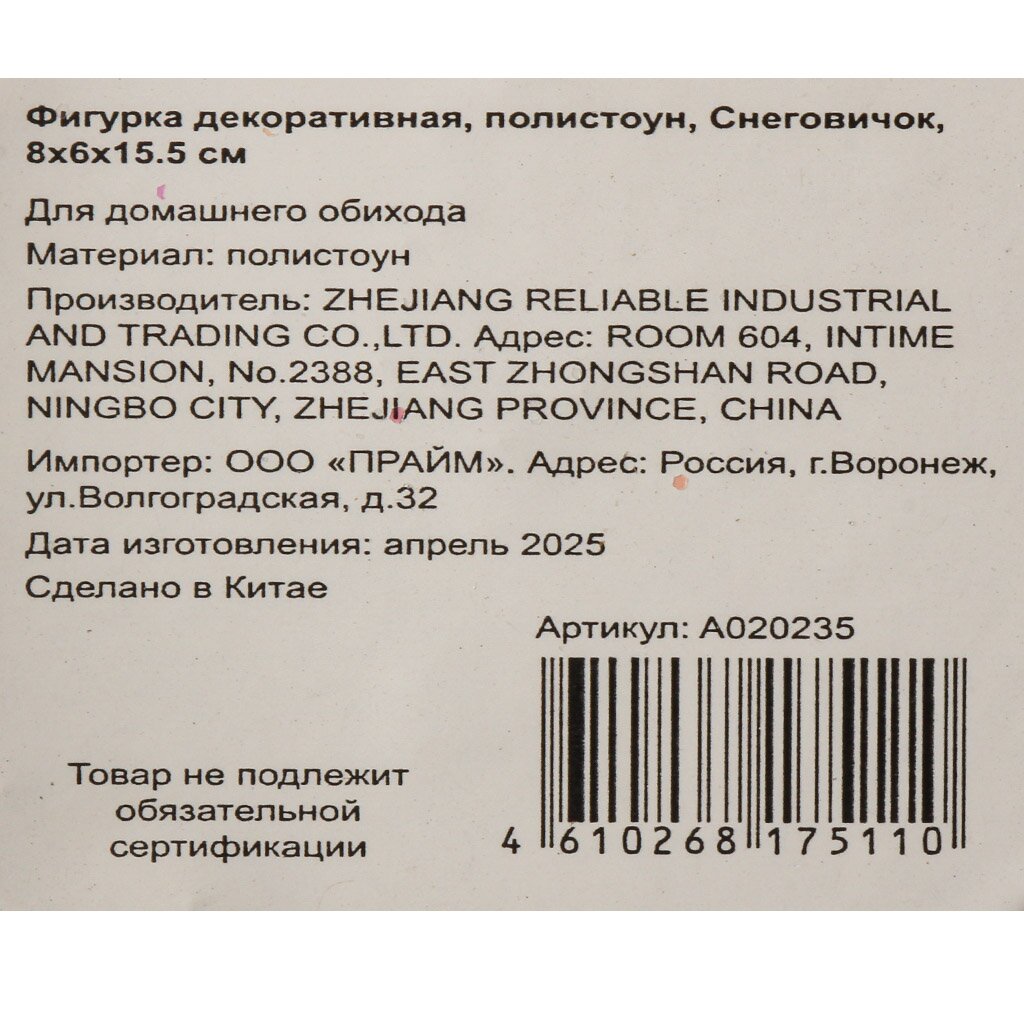 Фигурка декоративная, полистоун, Снеговичок,
8х6х15.5 см
Для домашнего обихода
Материал: полистоун
Производитель: ZHEJIANG RELIABLE INDUSTRIAL
AND TRADING CO.,LTD. Адрес: ROOM 604, INTIME
MANSION, No.2388, EAST ZHONGSHAN ROAD,
NINGBO CITY, ZHEJIANG PROVINCE, CHINA
Импортер: ООО «ПРАЙМ». Адрес: Россия, г.Воронеж,
ул.Волгоградская, д.32
Дата изготовления: апрель 2025
Сделано в Китае
Артикул: А020235
Товар не подлежит
обязательной
сертификации
4 610268 175110